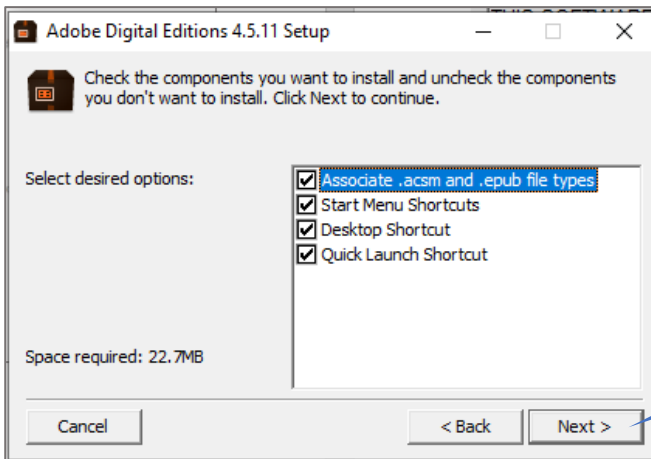 Adobe Digital Editions 4.5.11 Setup
Check the components you want to install and uncheck the components
you don't want to install. Click Next to continue.
Select desired options:
Associate .acsm and .epub file types
Start Menu Shortcuts
Desktop Shortcut
Quick Launch Shortcut
Space required: 22.7MB
Cancel
< Back
Next >